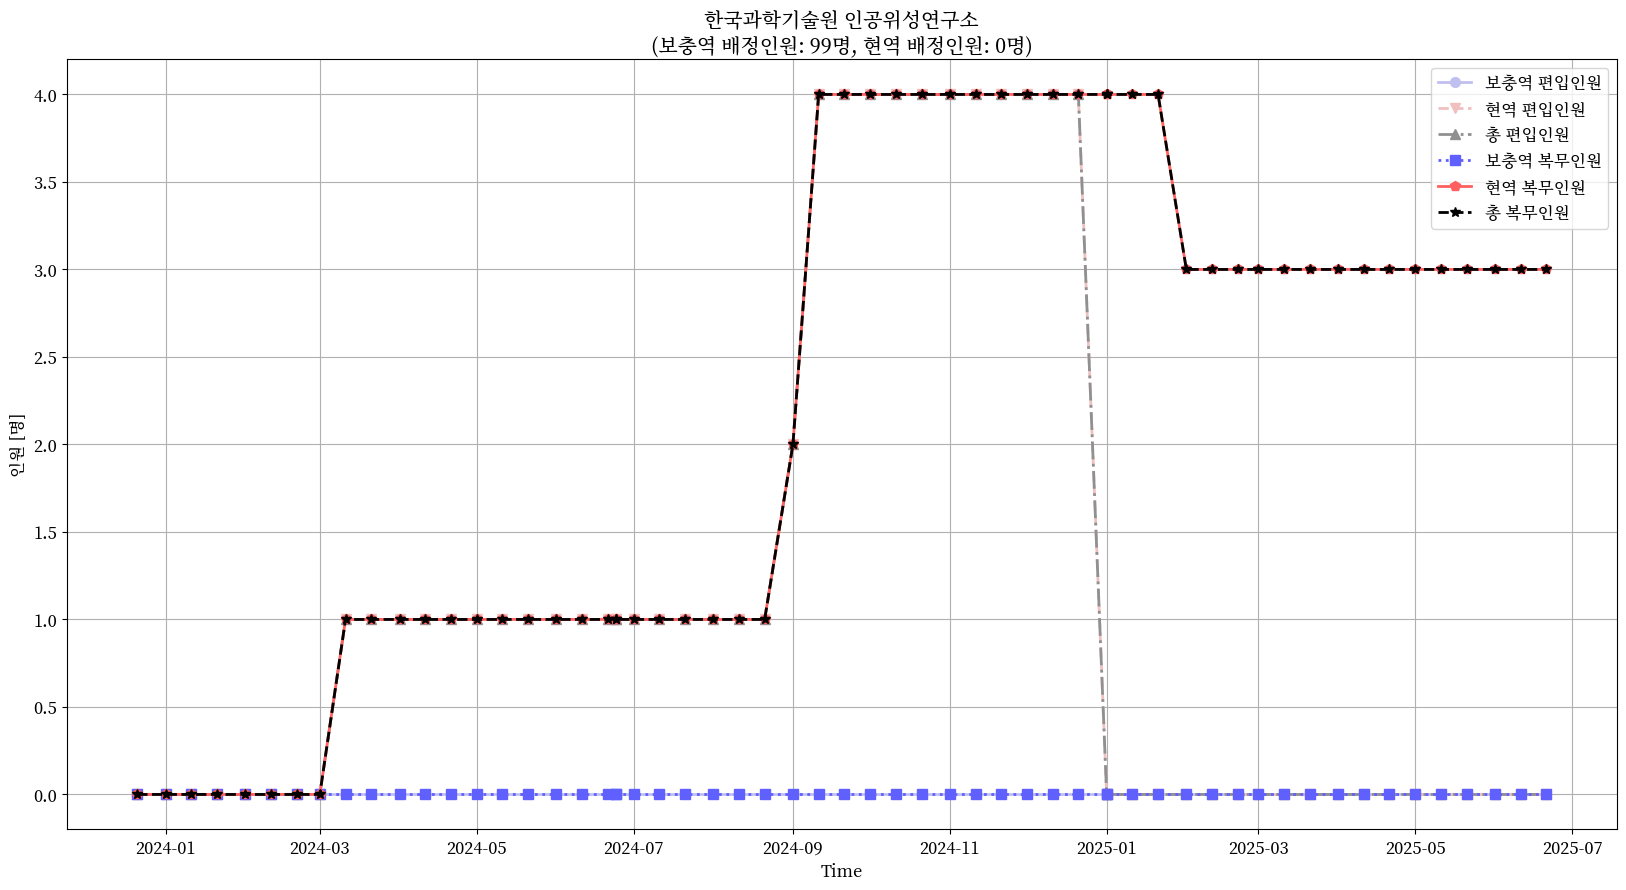 한국과학기술원 인공위성연구소
(보충역 배정인원: 99명, 현역 배정인원: 0명)
보충역 편입인원
현역 편입인원
총 편입인원
보충역 복무인원
현역 복무인원
총 복무인원
인원 [명]
4.0
3.5
3.0
2.5
2.0
1.5
1.0
0.5
0.0
2024-01
2024-03
2024-05
2024-07
2024-09
2024-11
2025-01
2025-03
2025-05
2025-07
Time